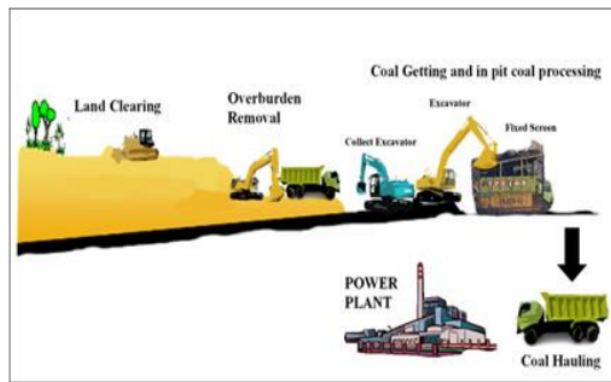 Coal Getting and in pit coal processing
Land Clearing
Overburden
Removal
Excavator
Collect Excavator
Fixed Screen
POWER
PLANT
Coal Hauling